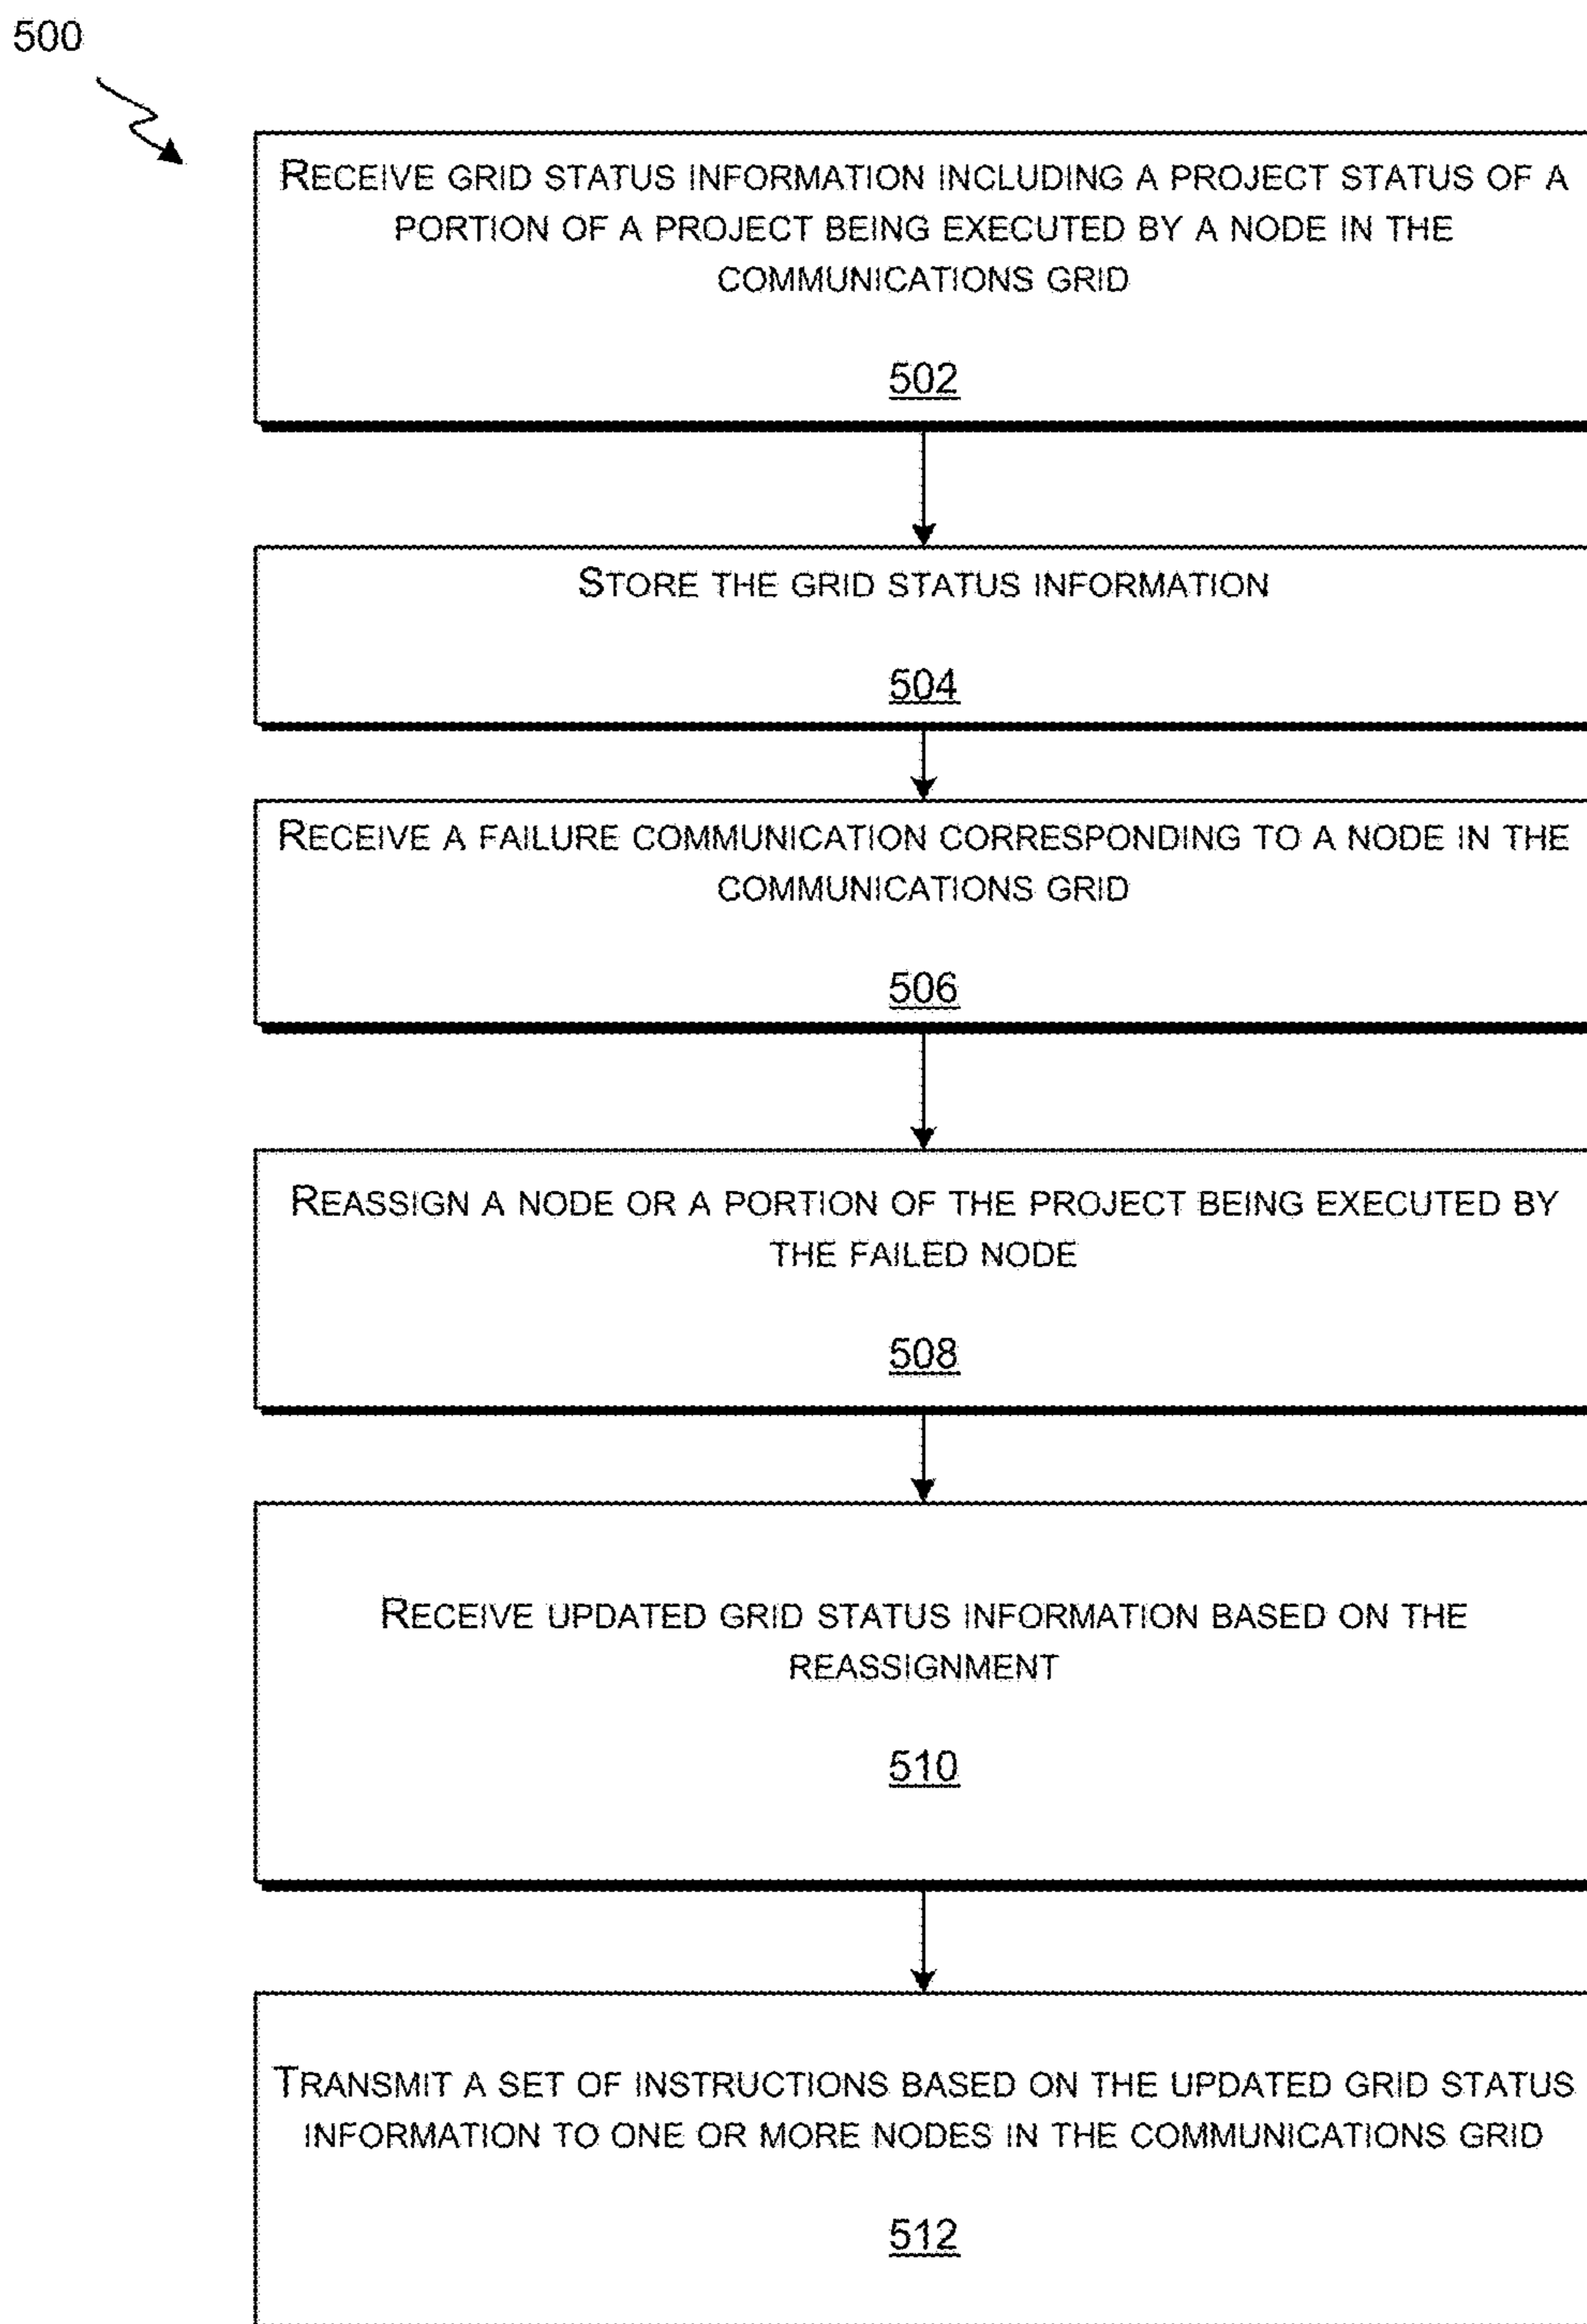 500
RECEIVE GRID STATUS INFORMATION INCLUDING A PROJECT STATUS OF A
PORTION OF A PROJECT BEING EXECUTED BY A NODE IN THE
COMMUNICATIONS GRID
502
STORE THE GRID STATUS INFORMATION
504
RECEIVE A FAILURE COMMUNICATION CORRESPONDING TO A NODE IN THE
COMMUNICATIONS GRID
506
REASSIGN A NODE OR A PORTION OF THE PROJECT BEING EXECUTED BY
THE FAILED NODE
508
RECEIVE UPDATED GRID STATUS INFORMATION BASED ON THE
REASSIGNMENT
510
TRANSMIT A SET OF INSTRUCTIONS BASED ON THE UPDATED GRID STATUS
INFORMATION TO ONE OR MORE NODES IN THE COMMUNICATIONS GRID
512